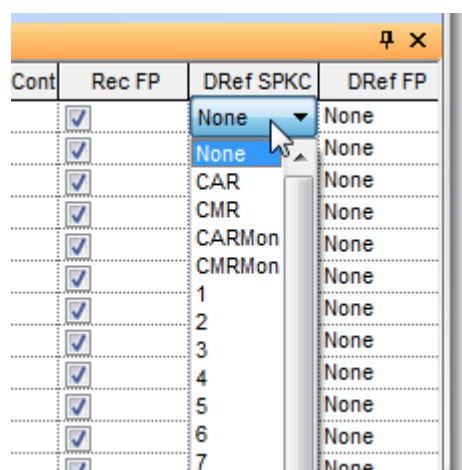 Cont Rec FP DRef SPKC DRef FP
None None
None None
CAR None
CMR None
CARMon None
CMRMon None
1 None
2 None
3 None
4 None
5 None
6 None
7 None